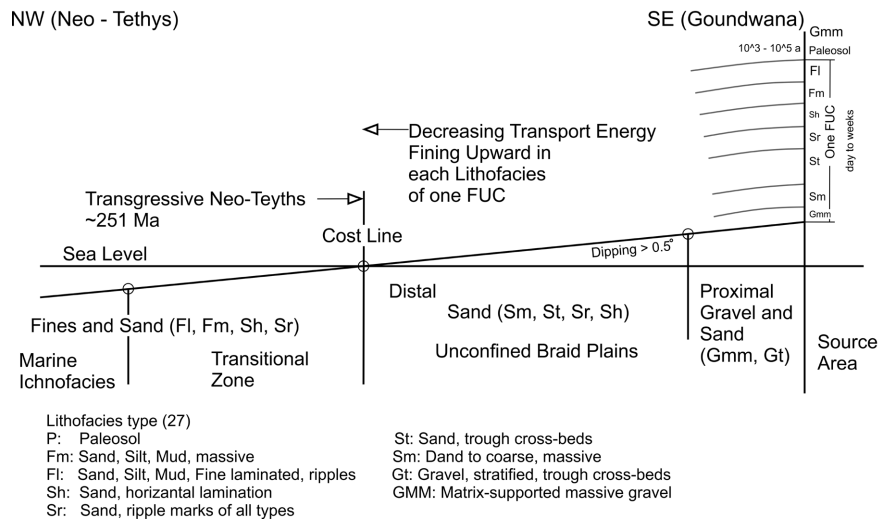 NW (Neo - Tethys)
SE (Goundwana)
Gmm
10^3 - 10^5 a
Paleosol
Fl
Fm
Sh
Sr
St
Sm
Gmm
One FUC
day to weeks
Decreasing Transport Energy
Fining Upward in
each Lithofacies
of one FUC
Transgressive Neo-Teyths
~251 Ma
Cost Line
Sea Level
Dipping > 0.5°
Distal
Sand (Sm, St, Sr, Sh)
Unconfined Braid Plains
Proximal
Gravel and
Sand
(Gmm, Gt)
Source
Area
Fines and Sand (Fl, Fm, Sh, Sr)
Marine
Ichnofacies
Transitional
Zone
Lithofacies type (27)
P: Paleosol
Fm: Sand, Silt, Mud, massive
Fl: Sand, Silt, Mud, Fine laminated, ripples
Sh: Sand, horizantal lamination
Sr: Sand, ripple marks of all types
St: Sand, trough cross-beds
Sm: Dand to coarse, massive
Gt: Gravel, stratified, trough cross-beds
GMM: Matrix-supported massive gravel